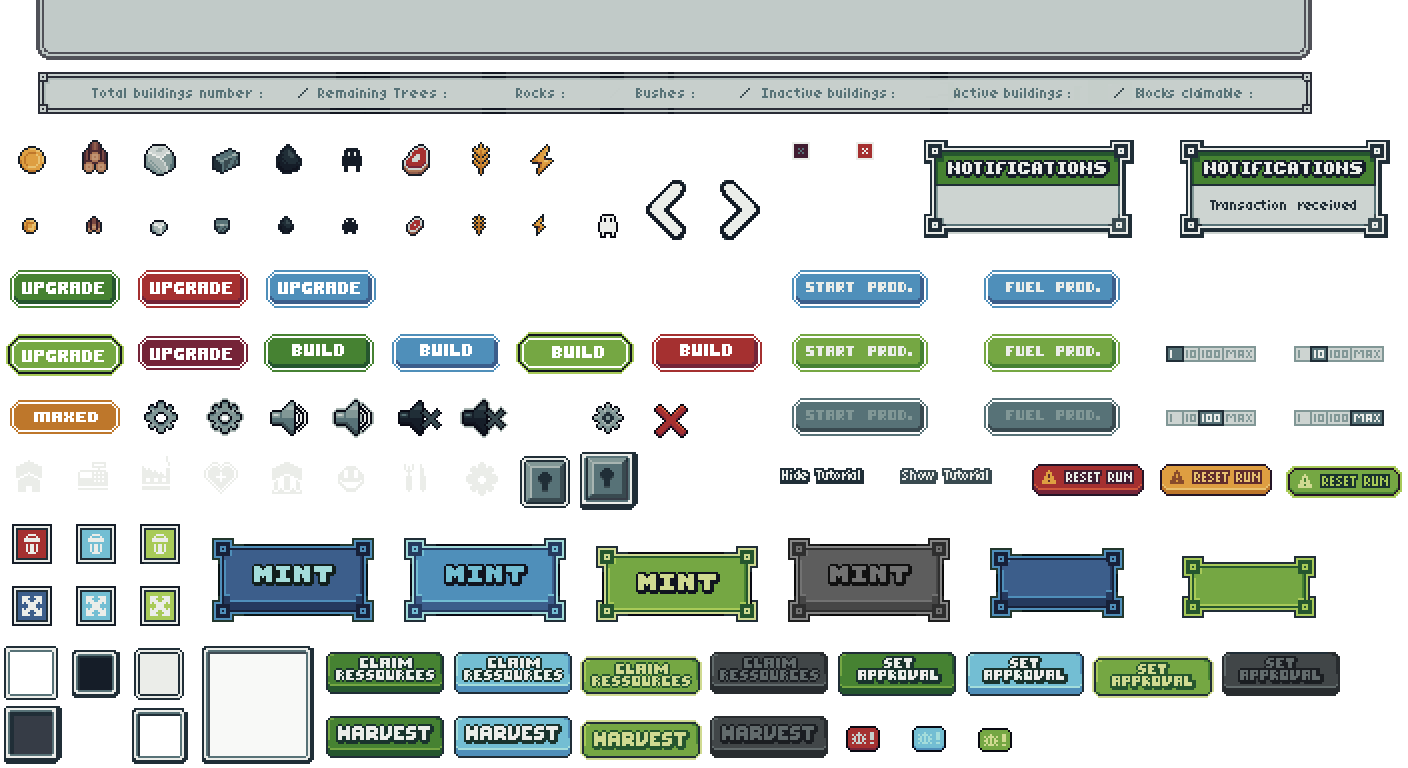 Total buildings number : / Remaining Trees : Rocks : Bushes : / Inactive buildings : Active buildings : / Blocks claimable :
NOTIFICATIONS NOTIFICATIONS
Transaction received
UPGRADE UPGRADE UPGRADE START PROD. FUEL PROD.
UPGRADE UPGRADE BUILD BUILD BUILD BUILD START PROD. FUEL PROD. 1 10 100 MAX 1 10 100 MAX
MAXED START PROD. FUEL PROD. 1 10 100 MAX 1 10 100 MAX
Hide Tutorial Show Tutorial RESET RUN RESET RUN RESET RUN
MINT MINT MINT MINT
CLAIM CLAIM CLAIM CLAIM SET SET SET SET
RESSOURCES RESSOURCES RESSOURCES RESSOURCES APPROVAL APPROVAL APPROVAL APPROVAL
HARVEST HARVEST HARVEST HARVEST